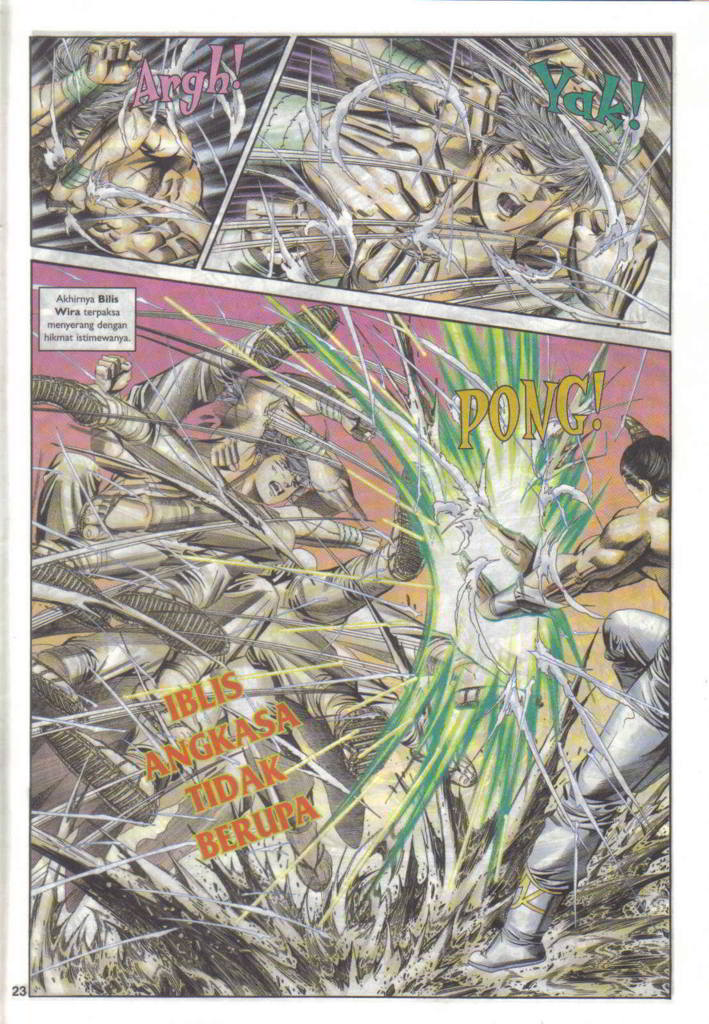 Argh!
Yak!
Akhirnya Bilis
Wira terpaksa
menyerang dengan
hikmat istimewanya.
PONG!
IBLIS
ANGKASA
TIDAK
BERUPA
23